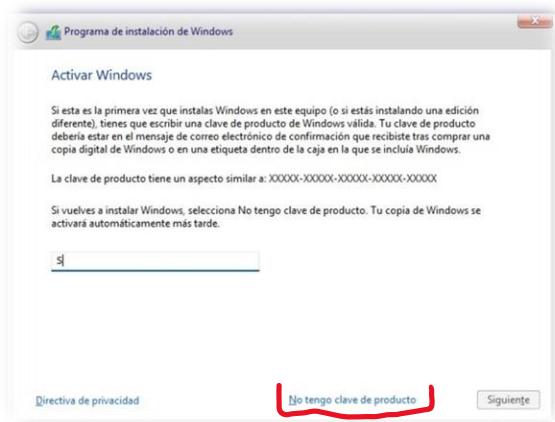 Programa de instalación de Windows
Activar Windows
Si esta es la primera vez que instalas Windows en este equipo (o si estás instalando una edición
diferente), tienes que escribir una clave de producto de Windows válida. Tu clave de producto
debería estar en el mensaje de correo electrónico de confirmación que recibiste tras comprar una
copia digital de Windows o en una etiqueta dentro de la caja en la que se incluía Windows.
La clave de producto tiene un aspecto similar a: XXXXX-XXXXX-XXXXX-XXXXX-XXXXX
Si vuelves a instalar Windows, selecciona No tengo clave de producto. Tu copia de Windows se
activará automáticamente más tarde.
S
Directiva de privacidad No tengo clave de producto Siguiente